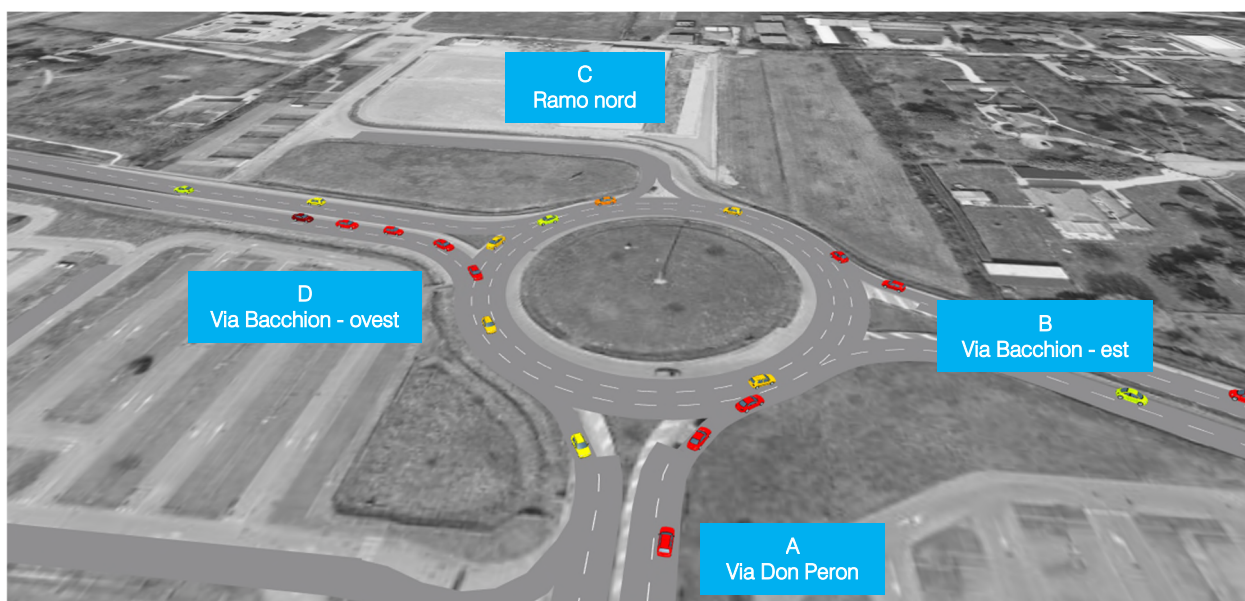 C
Ramo nord
D
Via Bacchion - ovest
B
Via Bacchion - est
A
Via Don Peron